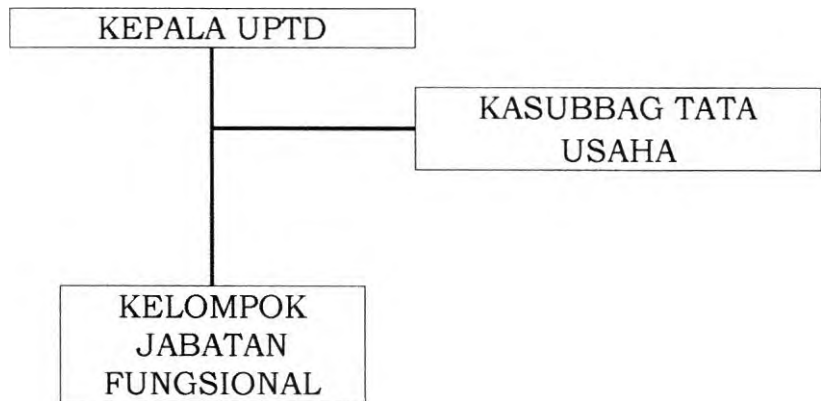 KEPALA UPTD
KASUBBAG TATA
USAHA
KELOMPOK
JABATAN
FUNGSIONAL